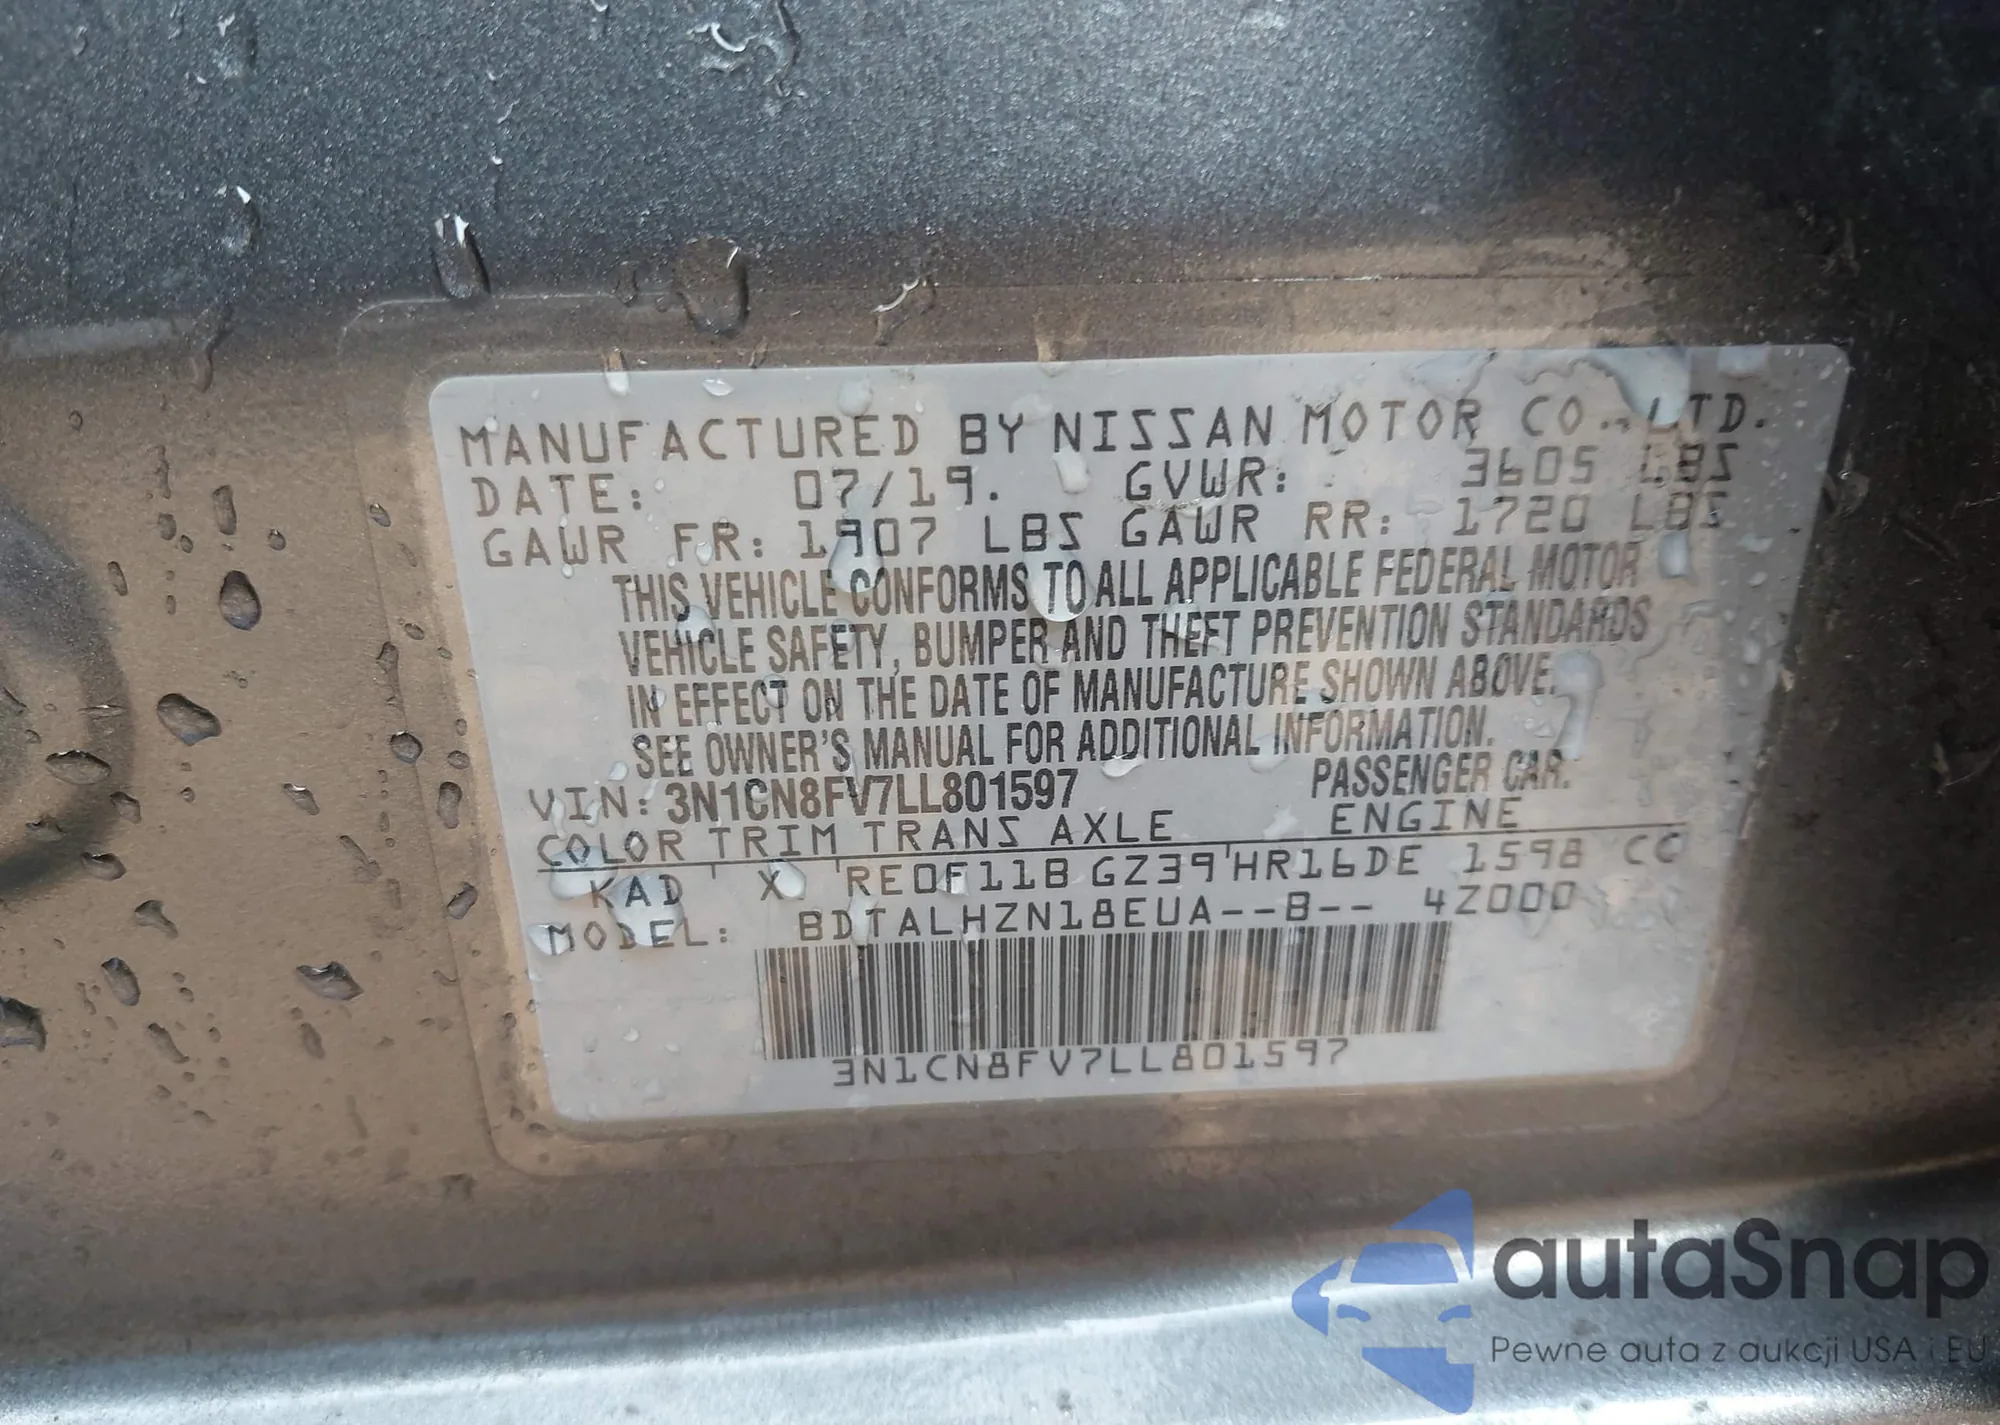 MANUFACTURED BY NISSAN MOTOR CO., LTD.
DATE: 07/19. GVWR: 3605 LBS
GAWR FR: 1907 LBS GAWR RR: 1720 LBS
THIS VEHICLE CONFORMS TO ALL APPLICABLE FEDERAL MOTOR
VEHICLE SAFETY, BUMPER AND THEFT PREVENTION STANDARDS
IN EFFECT ON THE DATE OF MANUFACTURE SHOWN ABOVE.
SEE OWNER'S MANUAL FOR ADDITIONAL INFORMATION.
VIN: 3N1CN8FV7LL801597 PASSENGER CAR.
COLOR TRIM TRANS AXLE ENGINE
KAD X RE0F11B GZ39 HR16DE 1598 CC
MODEL: BDTALHZN18EUA--B-- 4Z000
3N1CN8FV7LL801597
autaSnap
Pewne auta z aukcji USA i EU